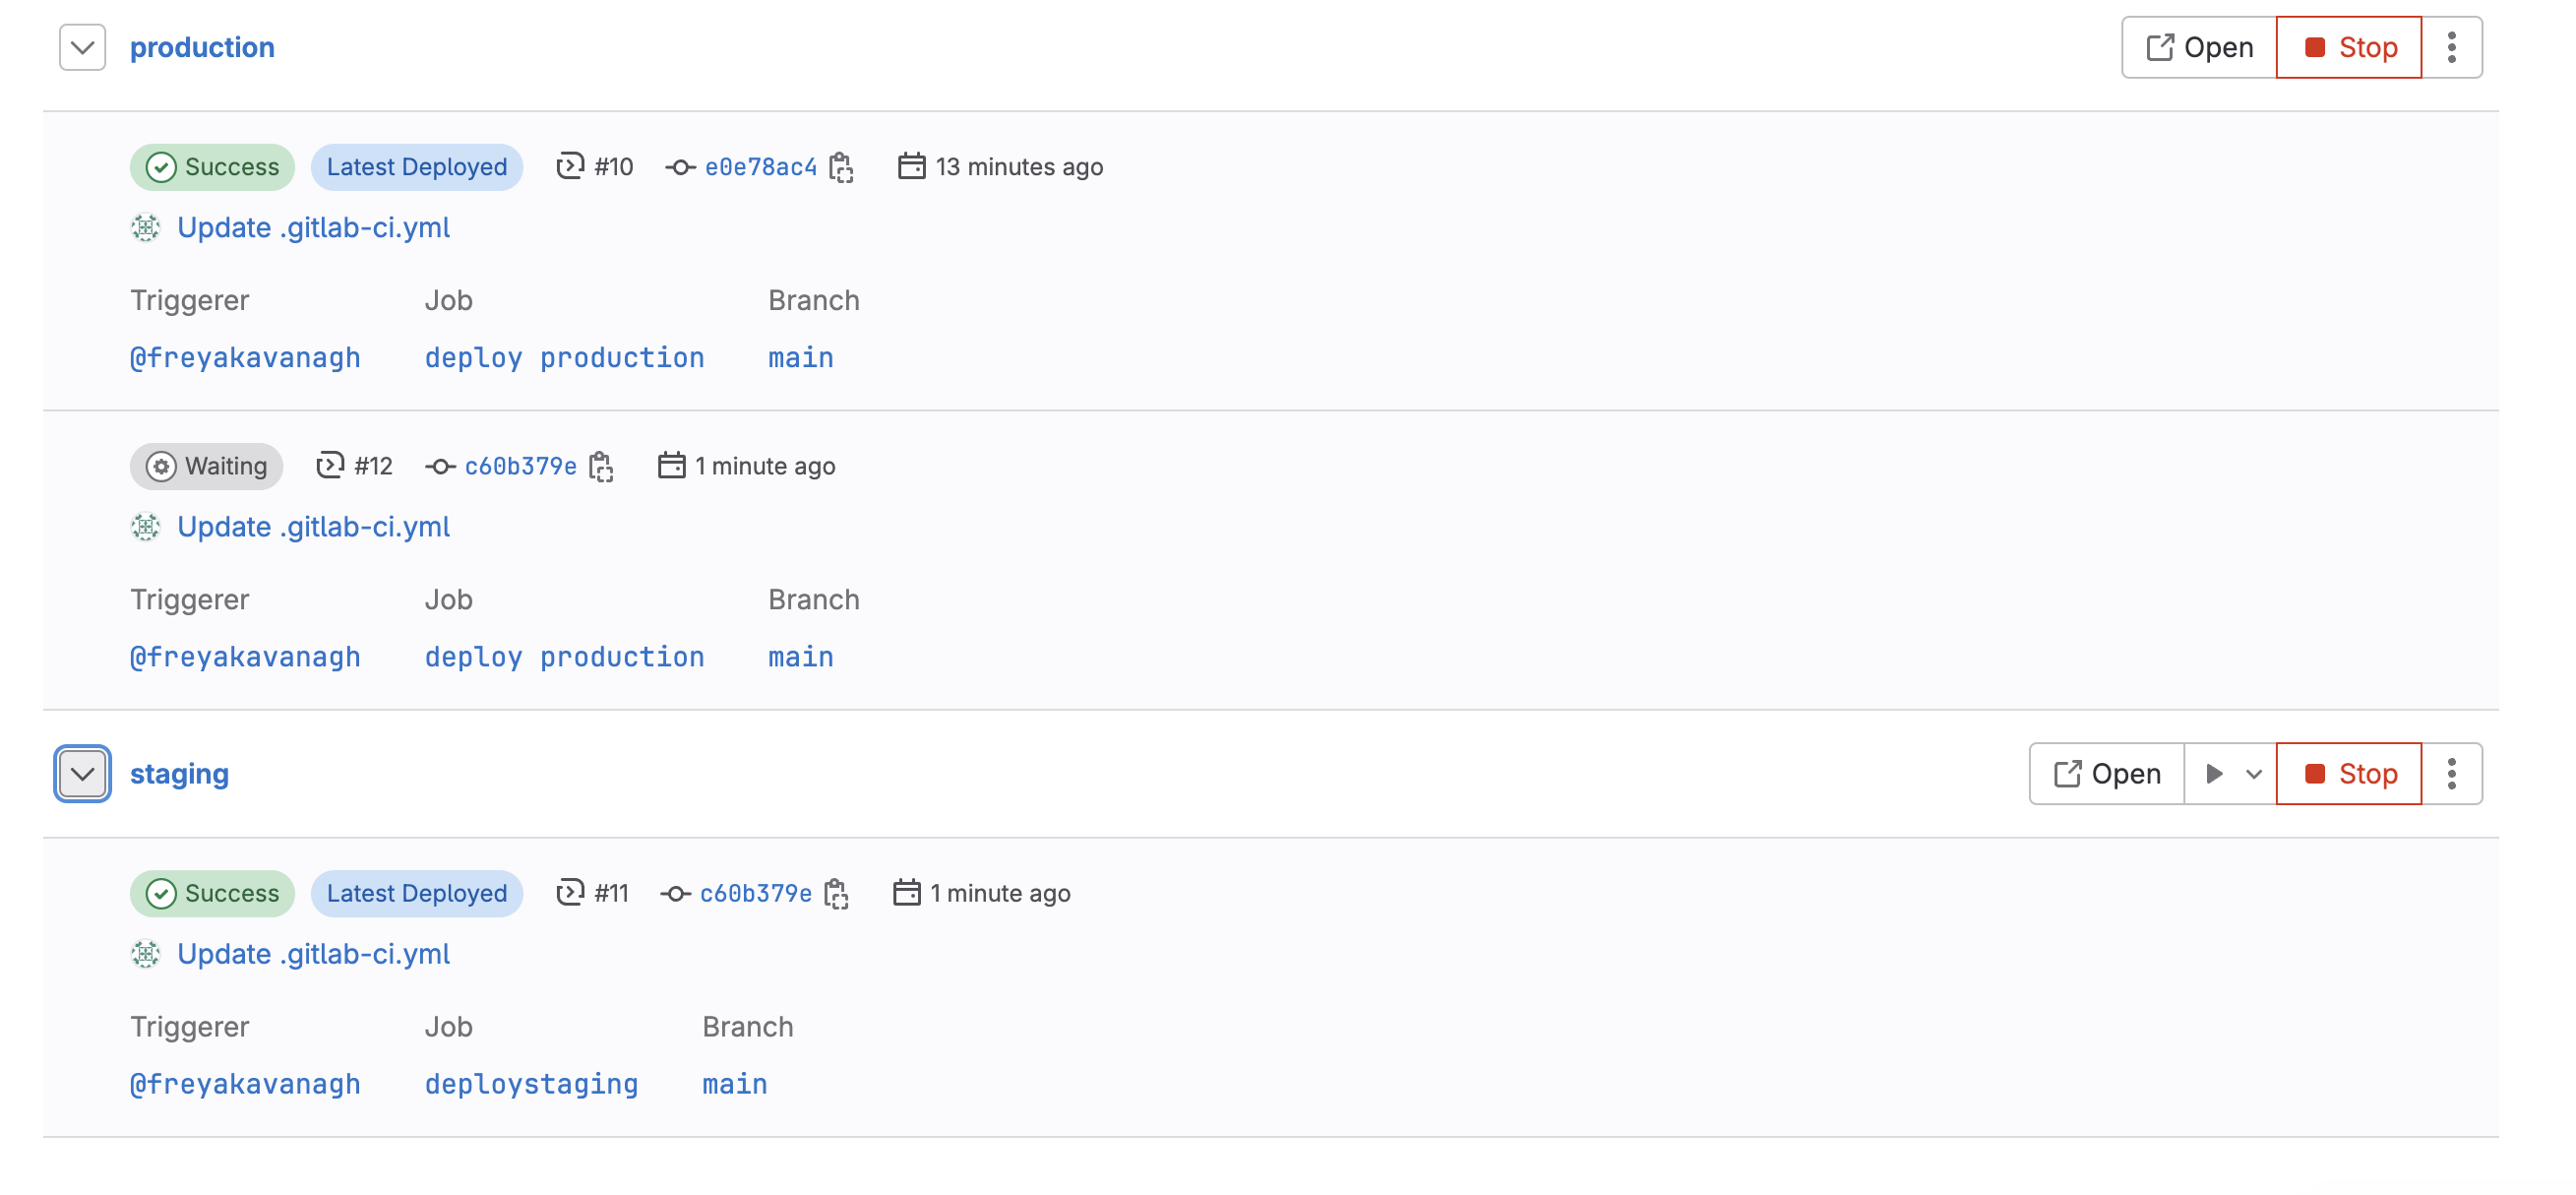 production Open Stop
Success Latest Deployed #10 e0e78ac4 13 minutes ago
Update .gitlab-ci.yml
Triggerer Job Branch
@freyakavanagh deploy production main
Waiting #12 c60b379e 1 minute ago
Update .gitlab-ci.yml
Triggerer Job Branch
@freyakavanagh deploy production main
staging Open Stop
Success Latest Deployed #11 c60b379e 1 minute ago
Update .gitlab-ci.yml
Triggerer Job Branch
@freyakavanagh deploystaging main